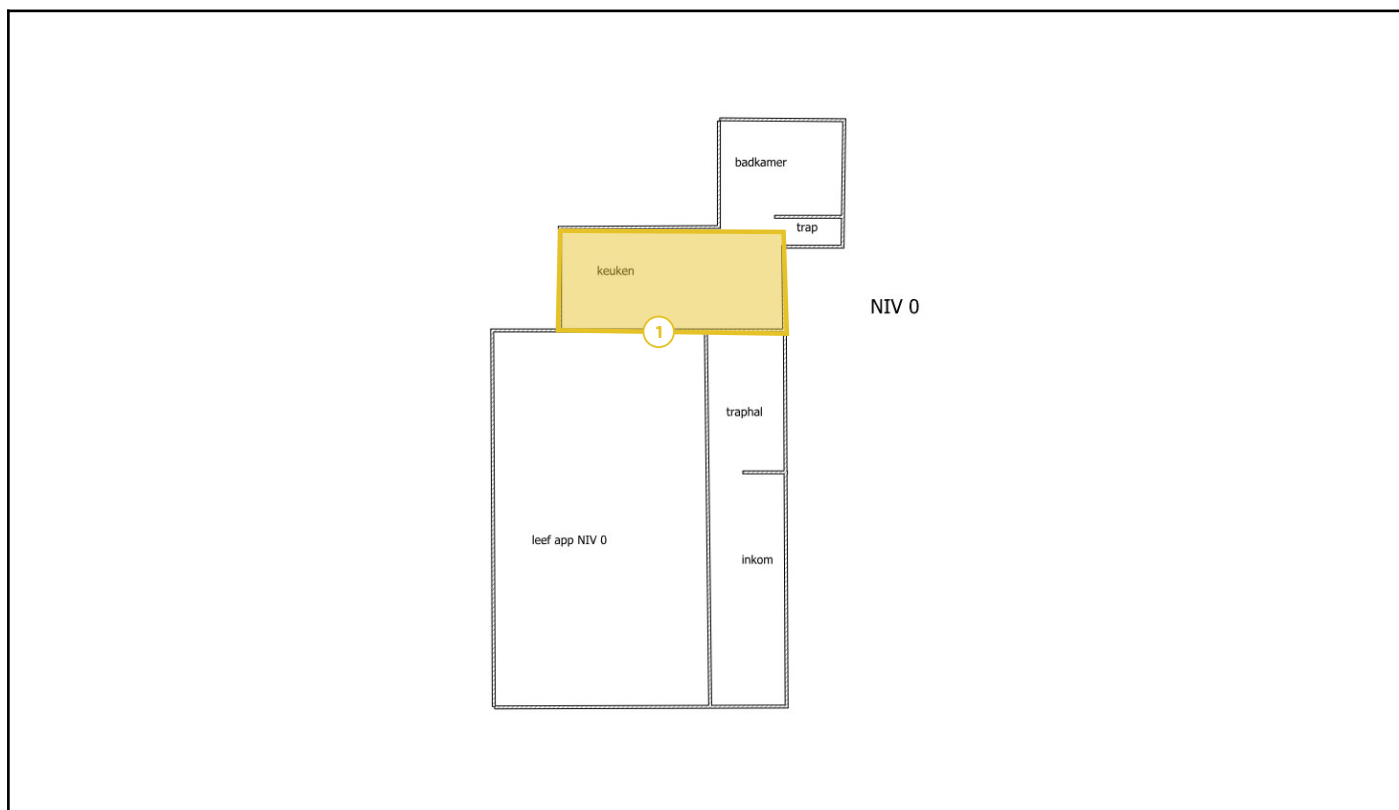 badkamer
trap
keuken
NIV 0
1
traphal
leef app NIV 0
inkom